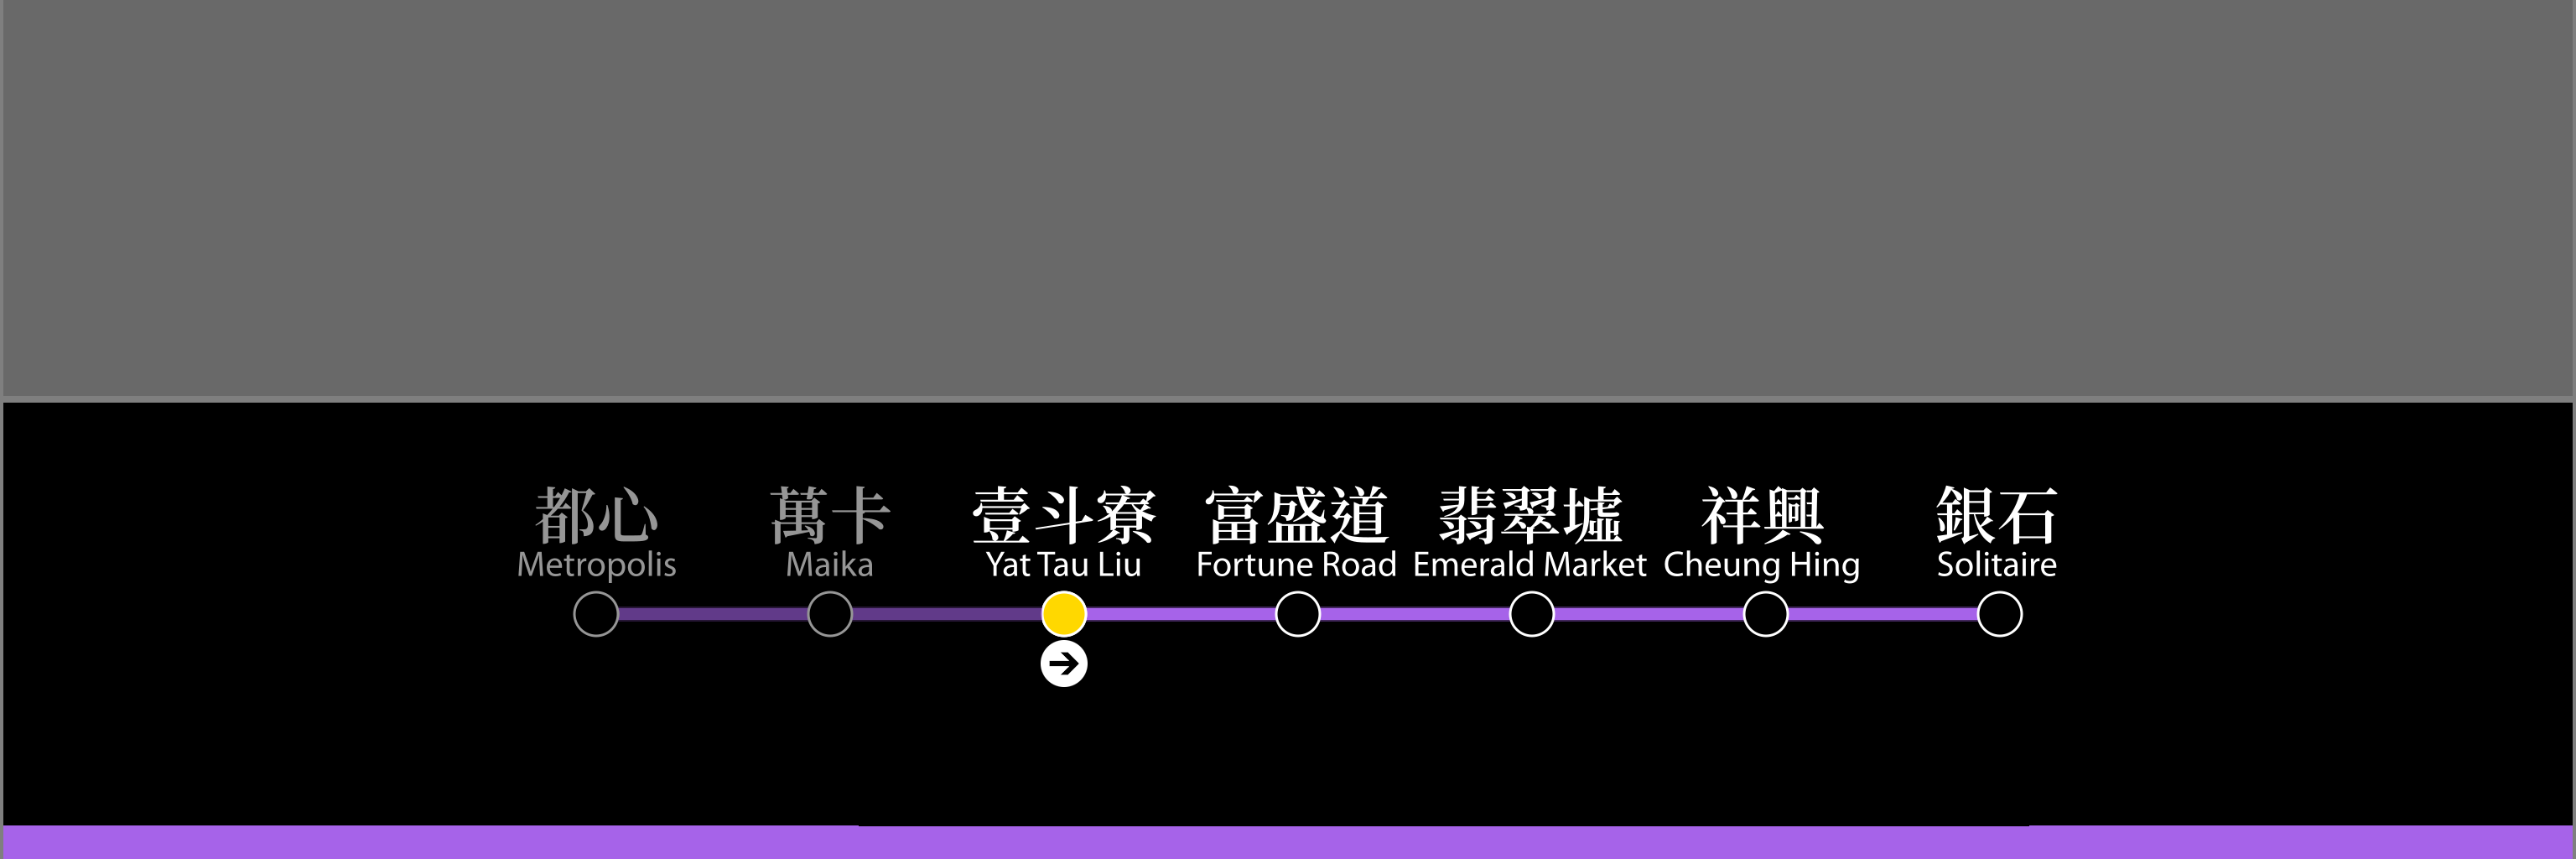 都心
Metropolis
萬卡
Maika
壹斗寮
Yat Tau Liu
富盛道
Fortune Road
翡翠墟
Emerald Market
祥興
Cheung Hing
銀石
Solitaire